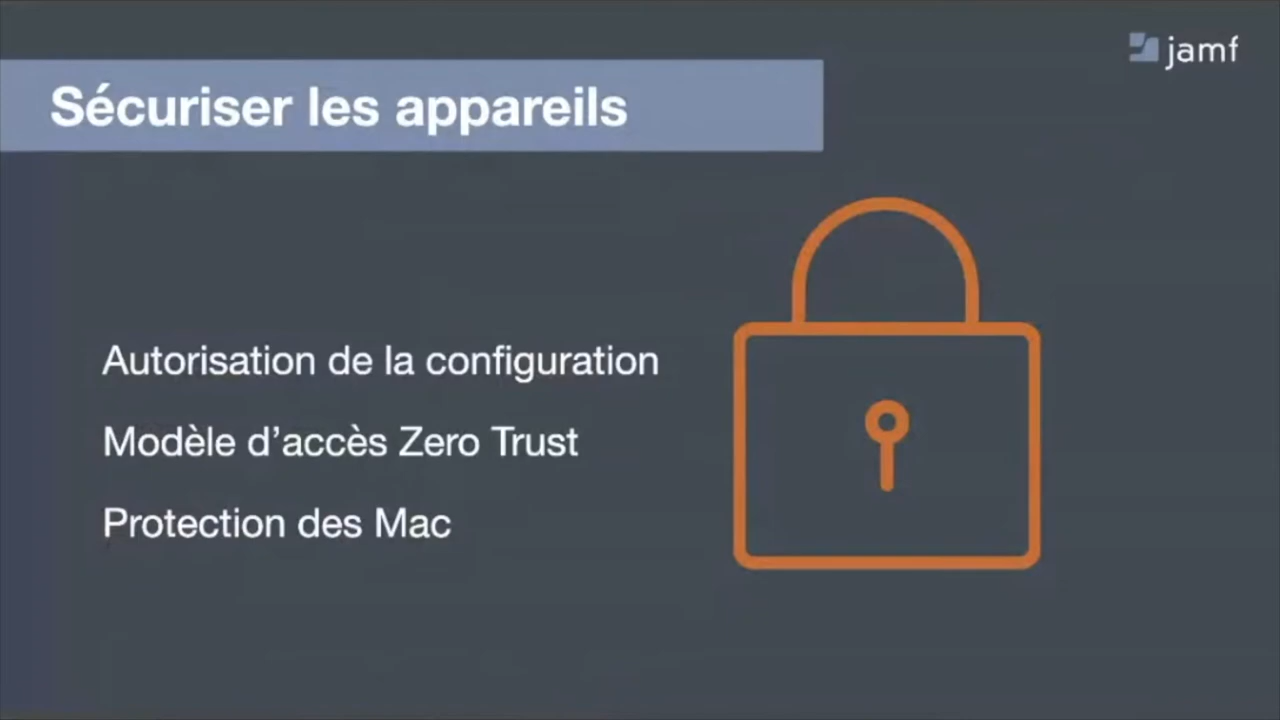 jamf
Sécuriser les appareils
Autorisation de la configuration
Modèle d’accès Zero Trust
Protection des Mac